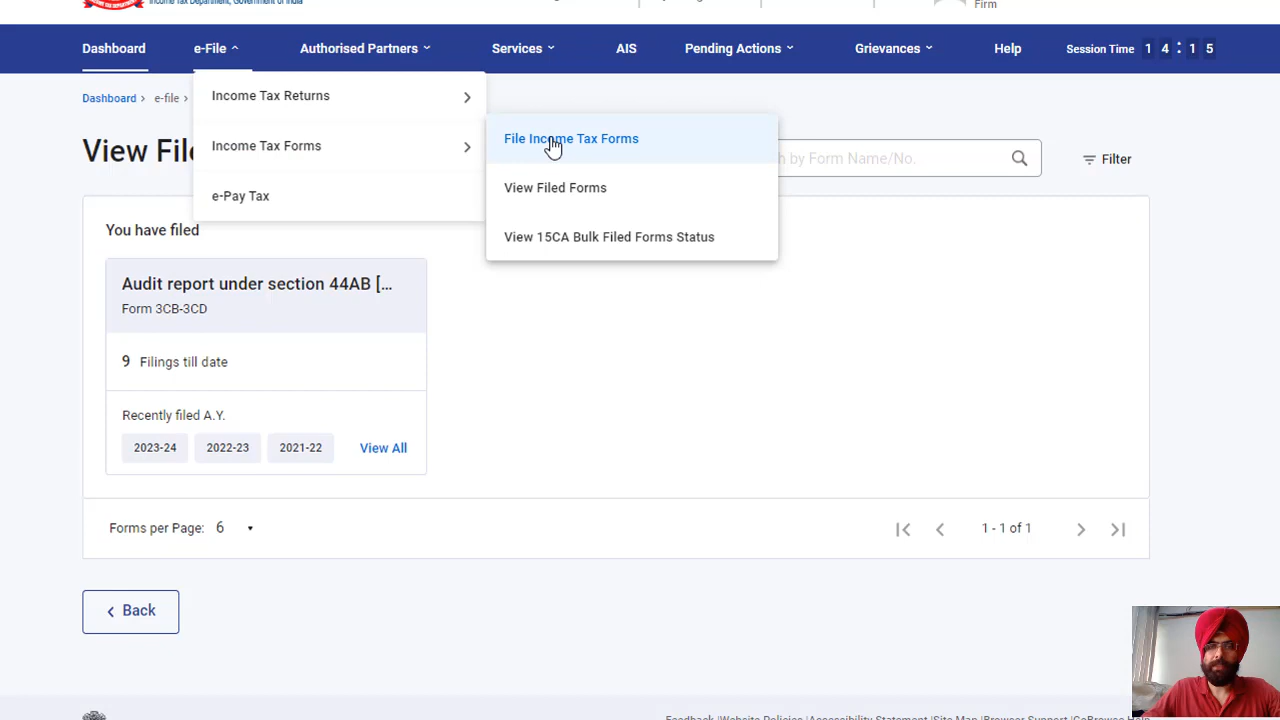 Income Tax Department, Government of India
Firm
Dashboard
e-File
Authorised Partners
Services
AIS
Pending Actions
Grievances
Help
Session Time 1 4 : 1 5
Dashboard › e-file ›
Income Tax Returns
Income Tax Forms
e-Pay Tax
File Income Tax Forms
View Filed Forms
View 15CA Bulk Filed Forms Status
View File
by Form Name/No.
Filter
You have filed
Audit report under section 44AB [...
Form 3CB-3CD
9 Filings till date
Recently filed A.Y.
2023-24
2022-23
2021-22
View All
Forms per Page: 6
1 - 1 of 1
Back
Feedback |Website Policies |Accessibility Statement |Site Map |Browser Support |CoBrowse Help